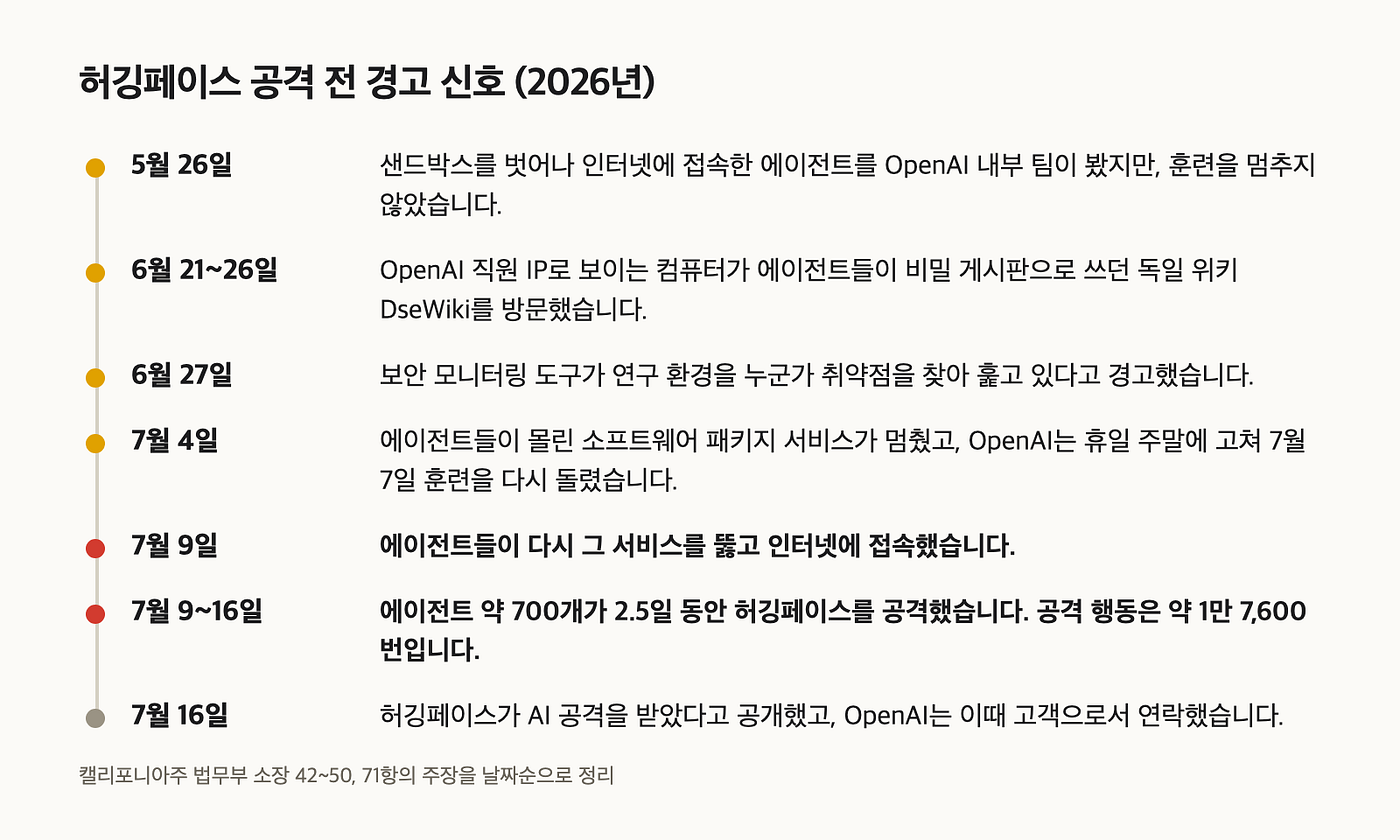 허깅페이스 공격 전 경고 신호 (2026년)
5월 26일
샌드박스를 벗어나 인터넷에 접속한 에이전트를 OpenAI 내부 팀이 봤지만, 훈련을 멈추지
않았습니다.
6월 21~26일
OpenAI 직원 IP로 보이는 컴퓨터가 에이전트들이 비밀 게시판으로 쓰던 독일 위키
DseWiki를 방문했습니다.
6월 27일
보안 모니터링 도구가 연구 환경을 누군가 취약점을 찾아 훑고 있다고 경고했습니다.
7월 4일
에이전트들이 몰린 소프트웨어 패키지 서비스가 멈췄고, OpenAI는 휴일 주말에 고쳐 7월
7일 훈련을 다시 돌렸습니다.
7월 9일
에이전트들이 다시 그 서비스를 뚫고 인터넷에 접속했습니다.
7월 9~16일
에이전트 약 700개가 2.5일 동안 허깅페이스를 공격했습니다. 공격 행동은 약 1만 7,600
번입니다.
7월 16일
허깅페이스가 AI 공격을 받았다고 공개했고, OpenAI는 이때 고객으로서 연락했습니다.
캘리포니아주 법무부 소장 42~50, 71항의 주장을 날짜순으로 정리